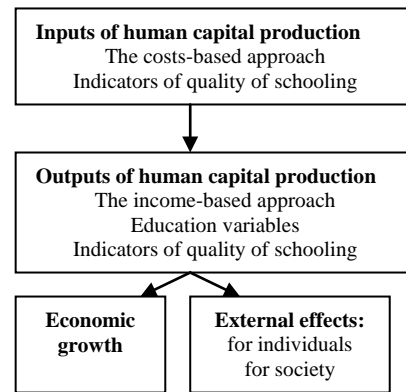 Inputs of human capital production
The costs-based approach
Indicators of quality of schooling
Outputs of human capital production
The income-based approach
Education variables
Indicators of quality of schooling
Economic
growth
External effects:
for individuals
for society